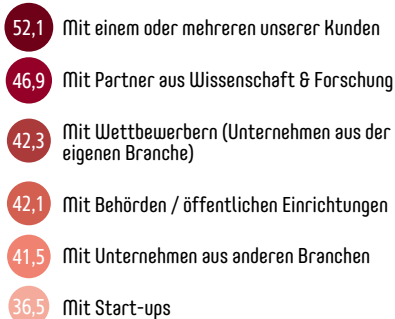 52,1 Mit einem oder mehreren unserer Kunden
46,9 Mit Partner aus Wissenschaft & Forschung
42,3 Mit Wettbewerbern (Unternehmen aus der
eigenen Branche)
42,1 Mit Behörden / öffentlichen Einrichtungen
41,5 Mit Unternehmen aus anderen Branchen
36,5 Mit Start-ups